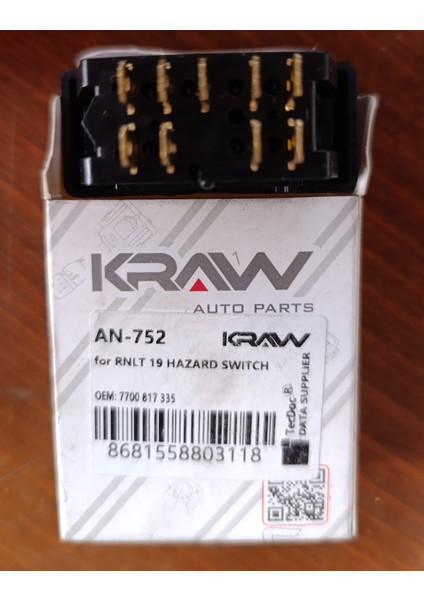 KRAW
AUTO PARTS
AN-752
KRAW
for RNLT 19 HAZARD SWITCH
OEM: 7700 817 335
8681558803118
TecDoc®
DATA SUPPLIER